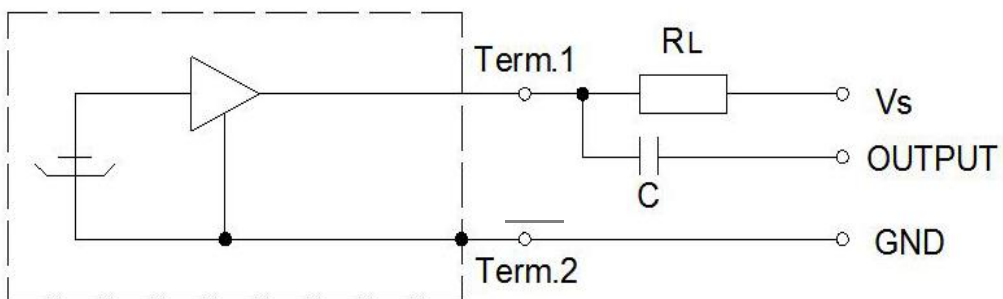 RL
Term.1
Vs
OUTPUT
C
GND
Term.2